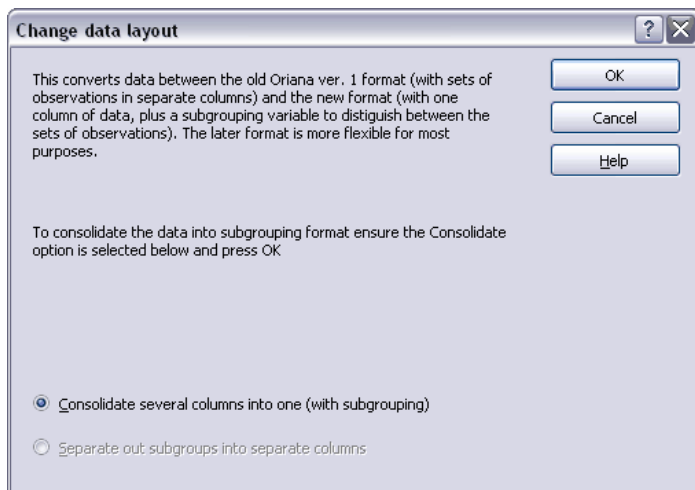 Change data layout
?
This converts data between the old Oriana ver. 1 format (with sets of
observations in separate columns) and the new format (with one
column of data, plus a subgrouping variable to distiguish between the
sets of observations). The later format is more flexible for most
purposes.
OK
Cancel
Help
To consolidate the data into subgrouping format ensure the Consolidate
option is selected below and press OK
Consolidate several columns into one (with subgrouping)
Separate out subgroups into separate columns